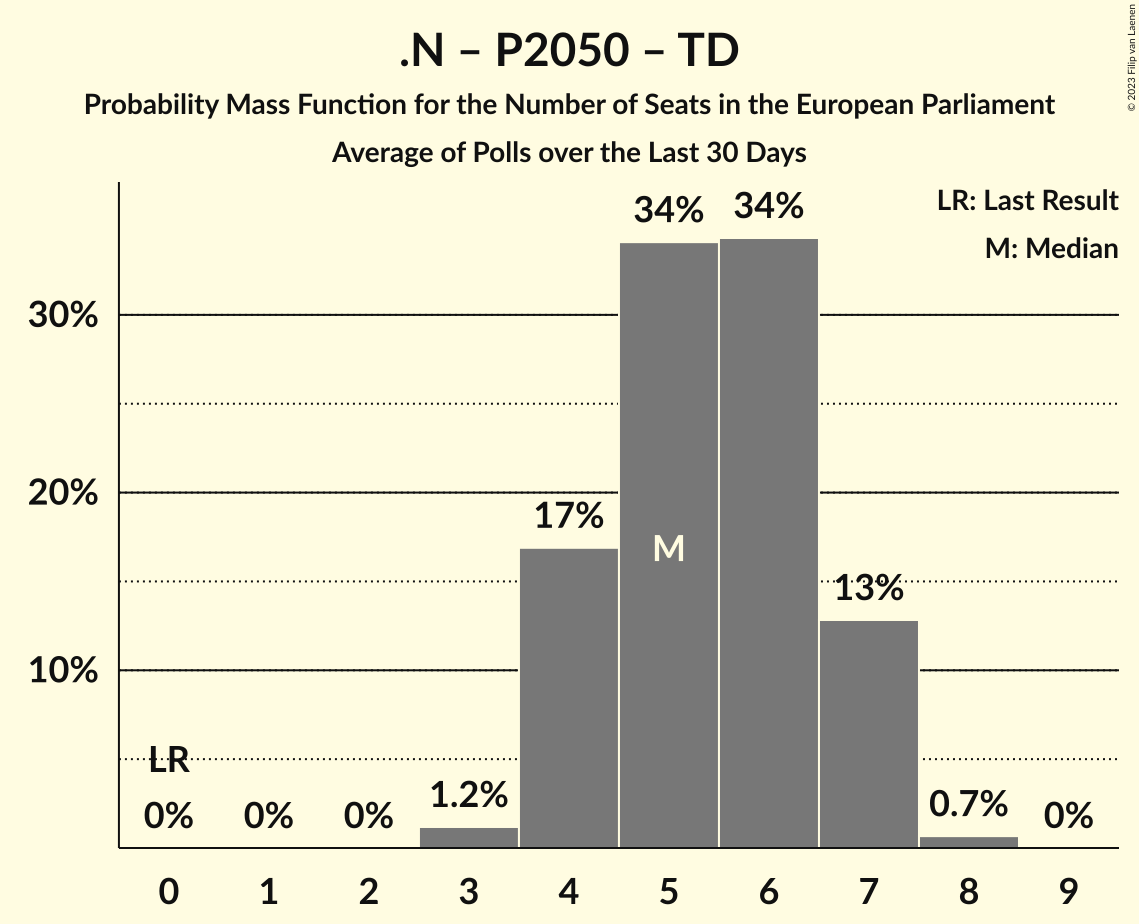 .N – P2050 – TD
Probability Mass Function for the Number of Seats in the European Parliament
Average of Polls over the Last 30 Days
© 2023 Filip van Laenen
LR: Last Result
M: Median
34% 34%
30%
20%
17%
M
13%
10%
LR
0% 0% 0% 1.2% 0.7% 0%
0 1 2 3 4 5 6 7 8 9